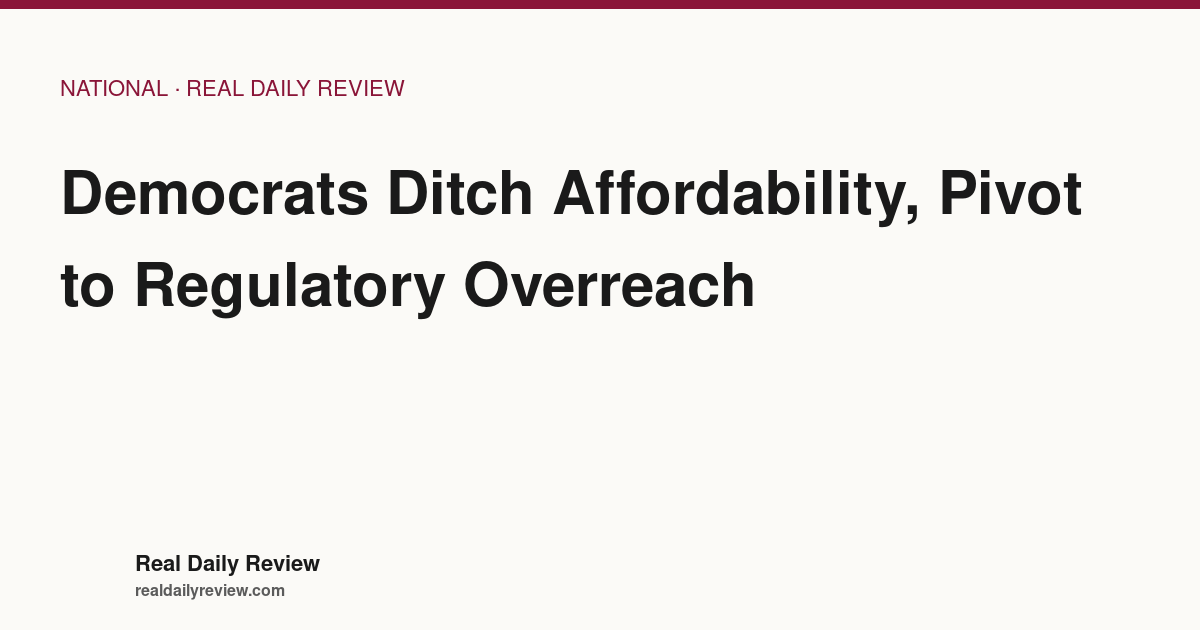 NATIONAL · REAL DAILY REVIEW
Democrats Ditch Affordability, Pivot
to Regulatory Overreach
Real Daily Review
realdailyreview.com